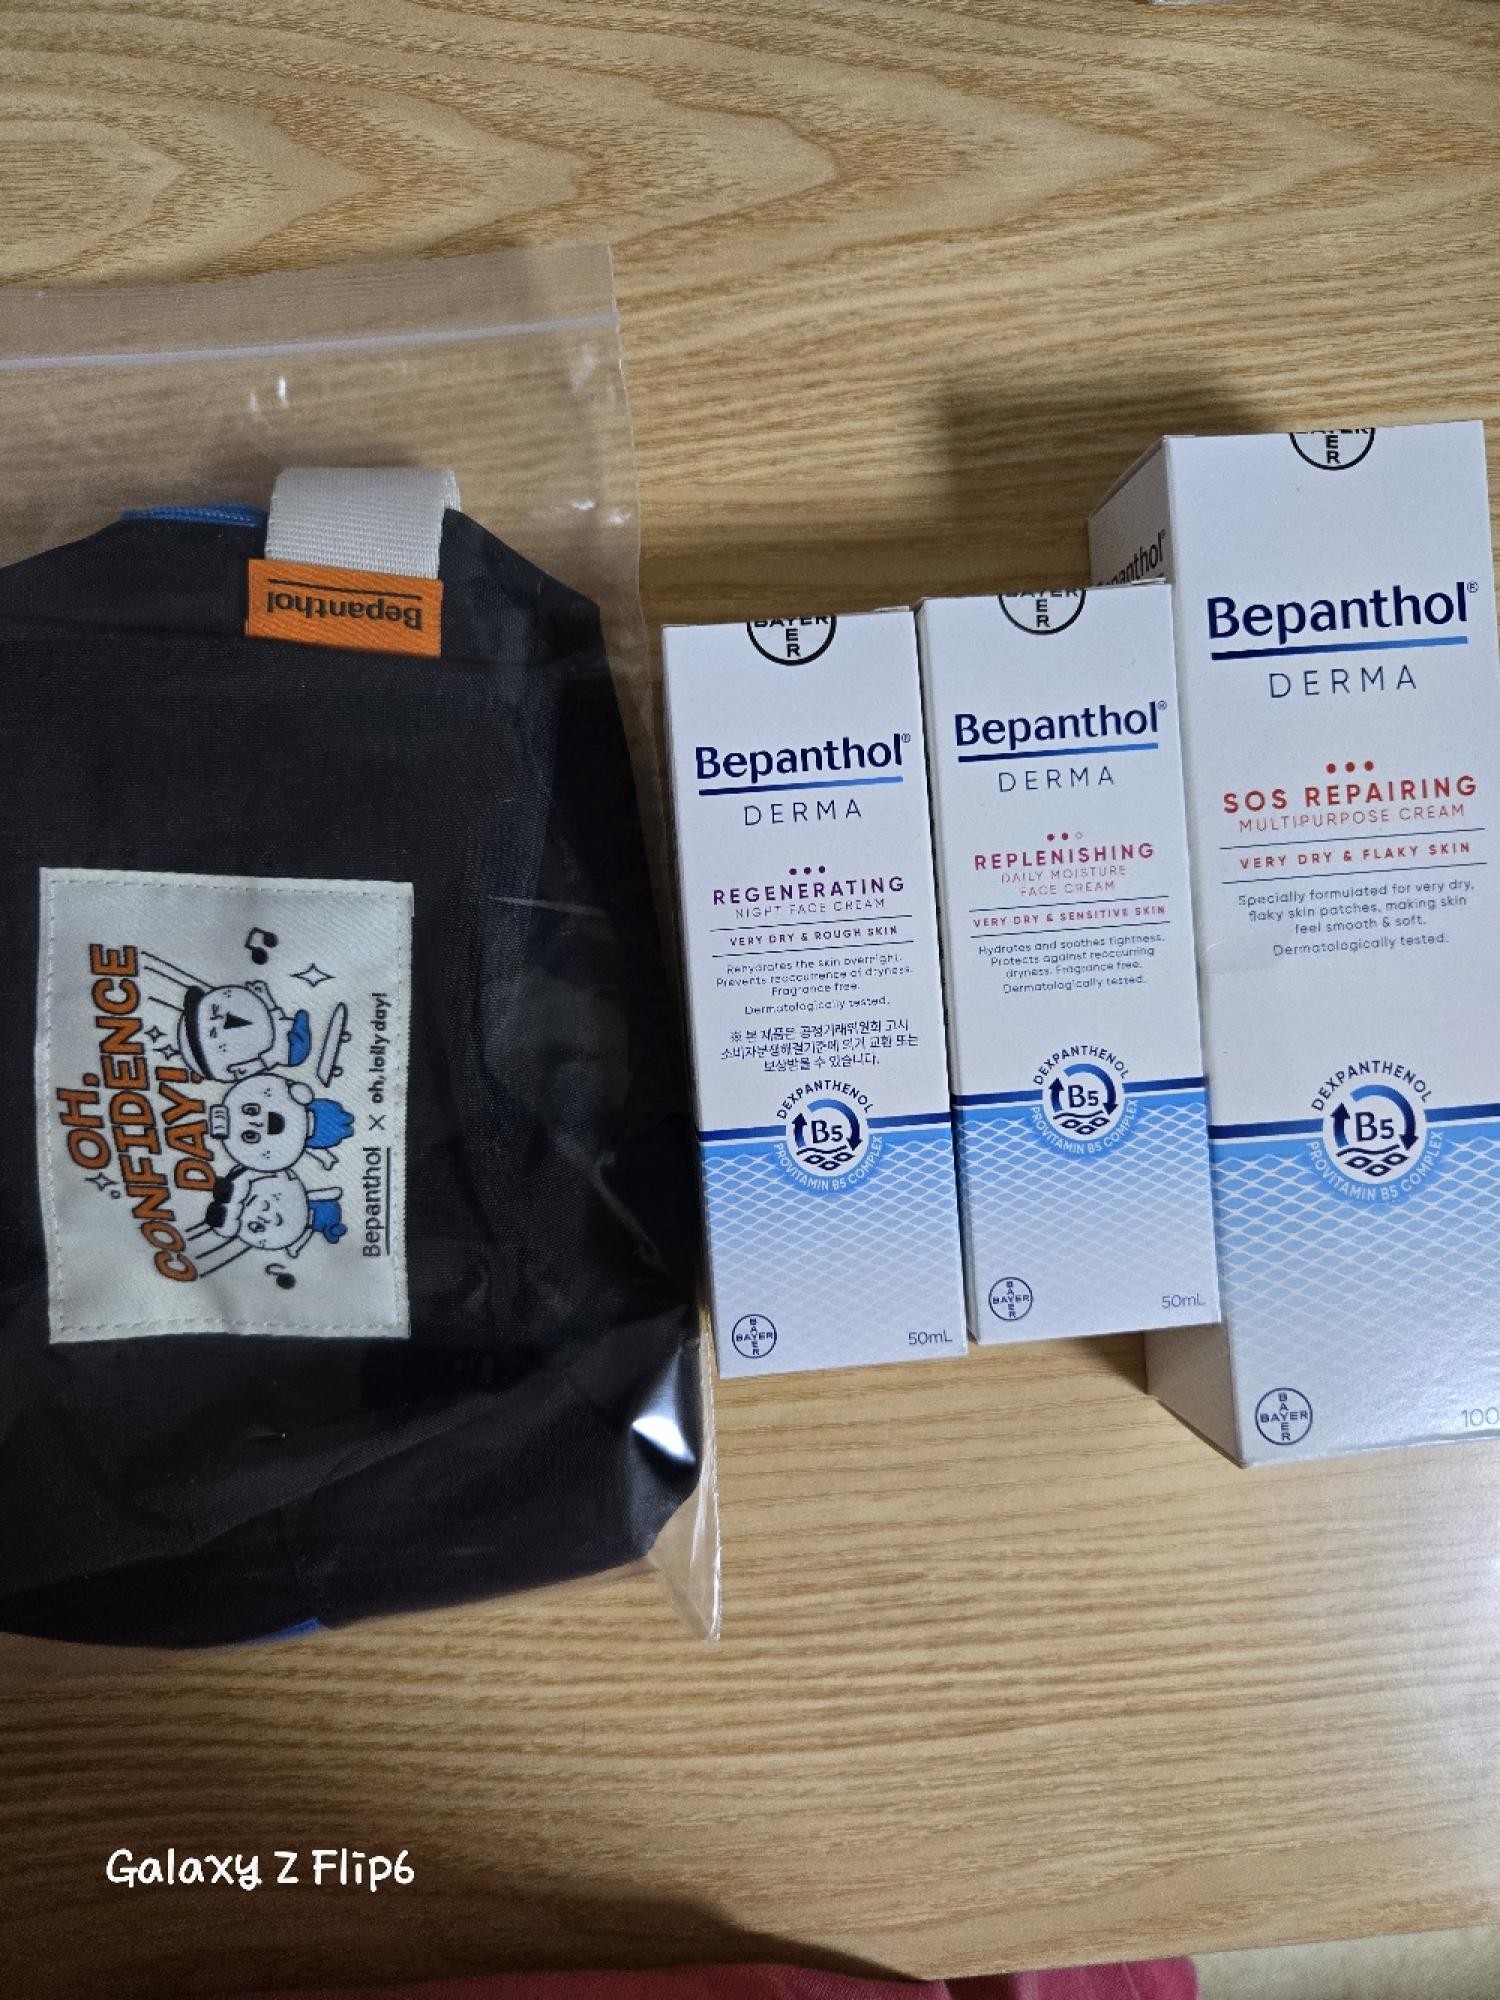 Bepanthol
OH,
CONFIDENCE
DAY!
Bepanthol X oh, lolly day!
BAYER
E
R
Bepanthol®
DERMA
REGENERATING
NIGHT FACE CREAM
VERY DRY & ROUGH SKIN
Rehydrates the skin overnight.
Prevents reoccurrence of dryness.
Fragrance free.
Dermatologically tested.
※ 본 제품은 공정거래위원회 고시
소비자분쟁해결기준에 의거 교환 또는
보상받을 수 있습니다.
DEXPANTHENOL
B5
PROVITAMIN B5 COMPLEX
BAYER
BAYER
50mL
BAYER
E
R
Bepanthol®
DERMA
REPLENISHING
DAILY MOISTURE
FACE CREAM
VERY DRY & SENSITIVE SKIN
Hydrates and soothes tightness.
Protects against reoccurring
dryness. Fragrance free.
Dermatologically tested.
DEXPANTHENOL
B5
PROVITAMIN B5 COMPLEX
BAYER
BAYER
50mL
BAYER
E
R
Bepanthol®
DERMA
SOS REPAIRING
MULTIPURPOSE CREAM
VERY DRY & FLAKY SKIN
Specially formulated for very dry,
flaky skin patches, making skin
feel smooth & soft.
Dermatologically tested.
DEXPANTHENOL
B5
PROVITAMIN B5 COMPLEX
BAYER
BAYER
100
Galaxy Z Flip6